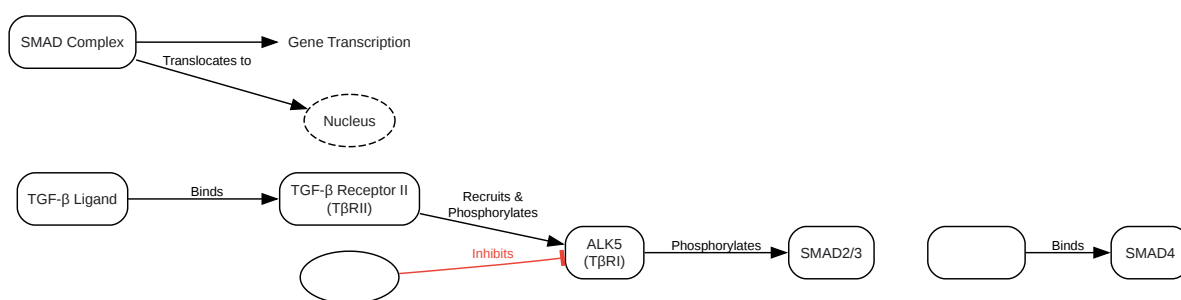 SMAD Complex
Gene Transcription
Translocates to
Nucleus
TGF-β Ligand
Binds
TGF-β Receptor II
(TβRII)
Recruits &
Phosphorylates
Inhibits
ALK5
(TβRI)
Phosphorylates
SMAD2/3
Binds
SMAD4